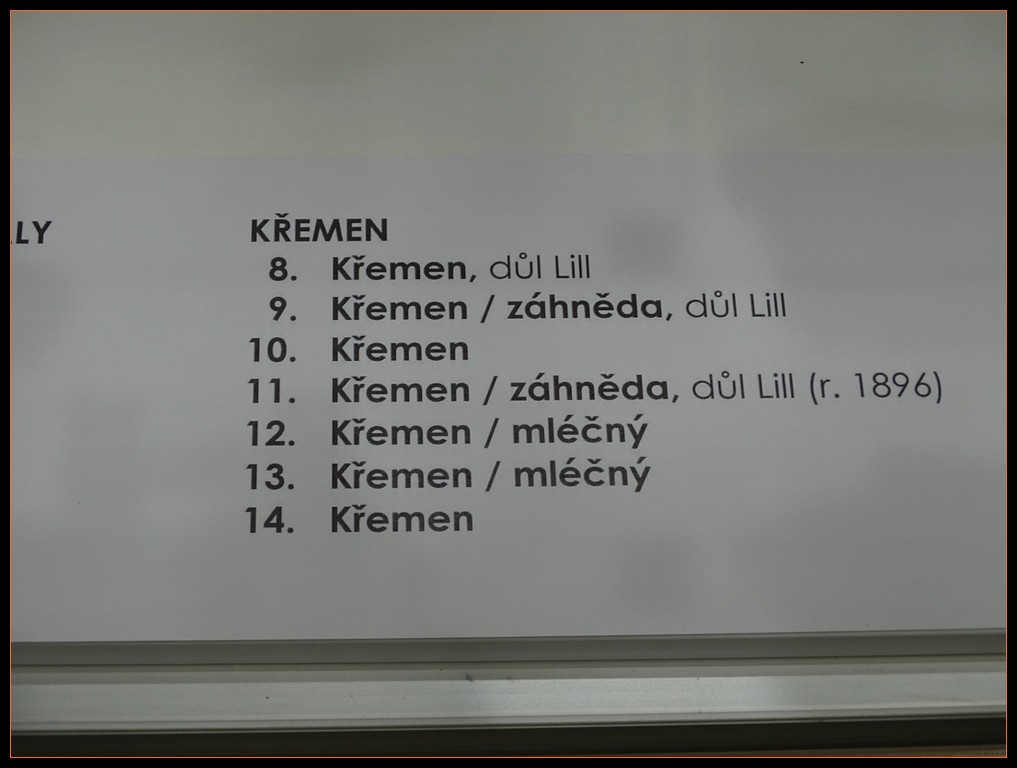 KŘEMEN
8. Křemen, důl Lill
9. Křemen / záhněda, důl Lill
10. Křemen
11. Křemen / záhněda, důl Lill (r. 1896)
12. Křemen / mléčný
13. Křemen / mléčný
14. Křemen